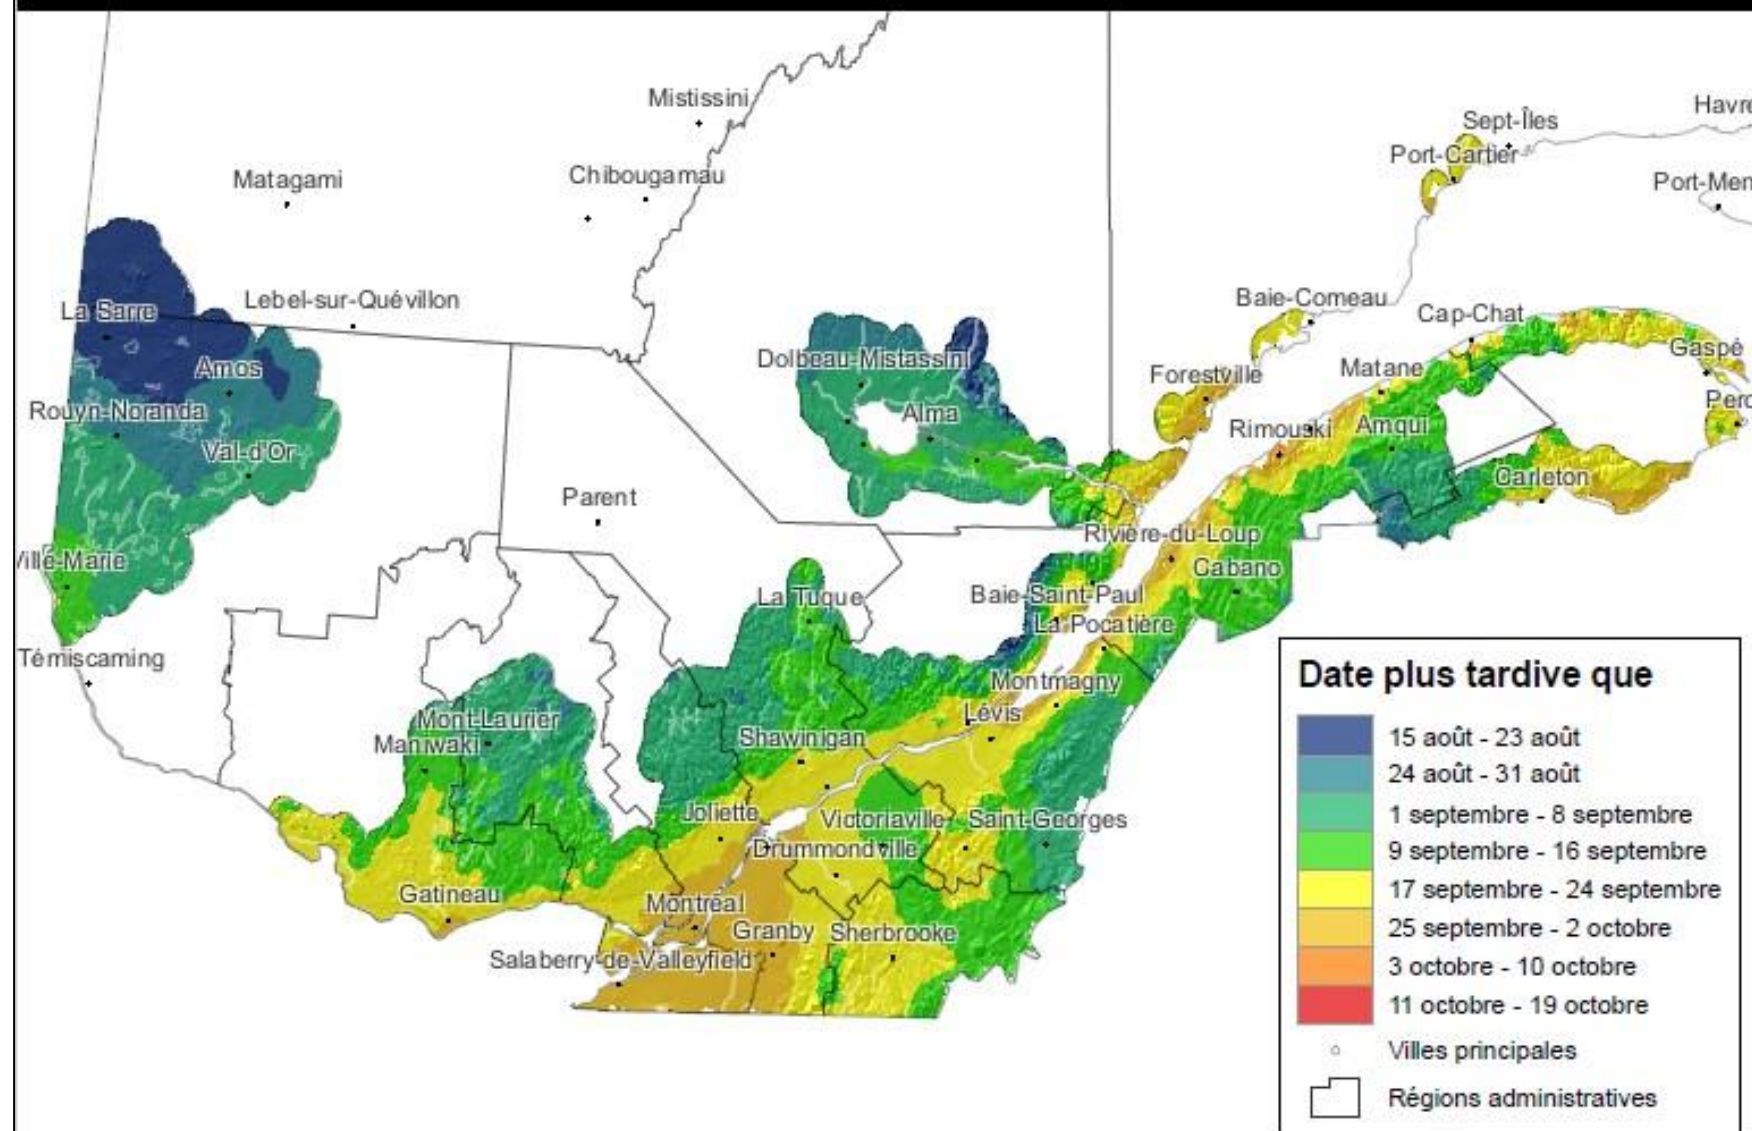 Mistissini
Sept-Îles
Port-Cartier
Matagami
Chibougamau
La Sarre
Lebel-sur-Quévillon
Baie-Comeau
Cap-Chat
Gaspé
Amos
Dolbeau-Mistassini
Forestville
Matane
Rouyn-Noranda
Alma
Rimouski
Amqui
Val-d'Or
Carleton
Parent
Rivière-du-Loup
Ville-Marie
Cabano
La Tuque
Baie-Saint-Paul
La Pocatière
Témiscaming
Montmagny
Mont-Laurier
Lévis
Maniwaki
Shawinigan
Joliette
Victoriaville
Saint-Georges
Drummondville
Gatineau
Montréal
Granby
Sherbrooke
Salaberry-de-Valleyfield
Date plus tardive que
15 août - 23 août
24 août - 31 août
1 septembre - 8 septembre
9 septembre - 16 septembre
17 septembre - 24 septembre
25 septembre - 2 octobre
3 octobre - 10 octobre
11 octobre - 19 octobre
Villes principales
Régions administratives